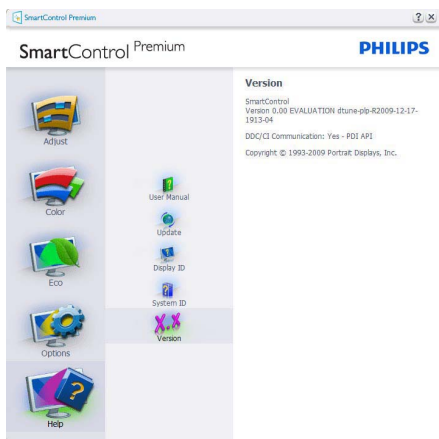 SmartControl Premium
SmartControl Premium
PHILIPS
Adjust
Color
Eco
Options
Help
User Manual
Update
Display ID
System ID
X.X
Version
Version
SmartControl
Version 0.00 EVALUATION dtune-plp-R2009-12-17-
1913-04
DDC/CI Communication: Yes - PDI API
Copyright © 1993-2009 Portrait Displays, Inc.